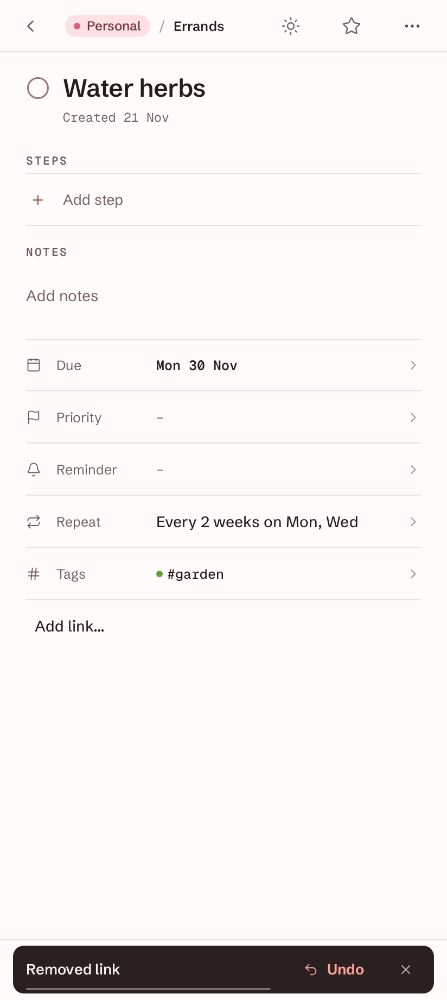 Personal / Errands
Water herbs
Created 21 Nov
STEPS
Add step
NOTES
Add notes
Due Mon 30 Nov
Priority –
Reminder –
Repeat Every 2 weeks on Mon, Wed
Tags #garden
Add link…
Removed link Undo